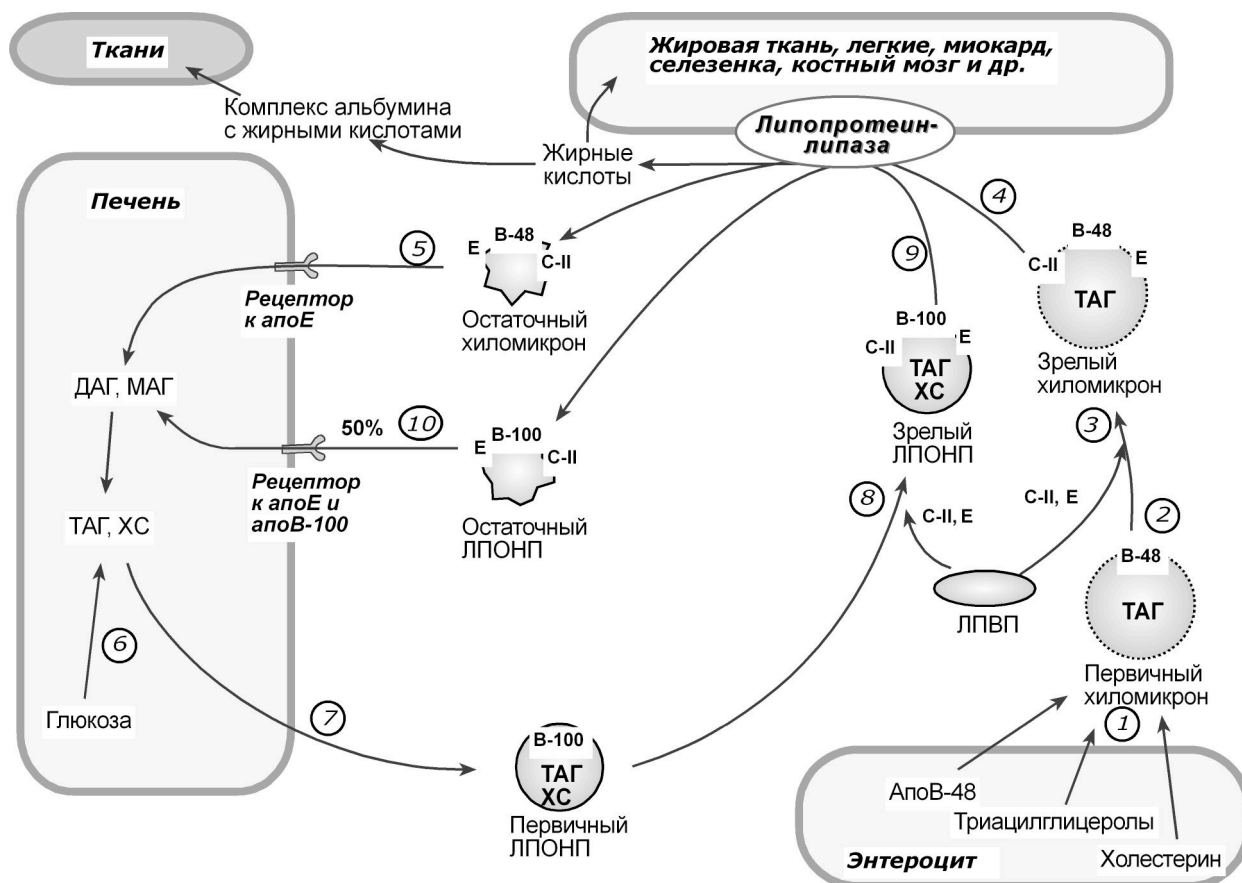 Ткани
Жировая ткань, легкие, миокард,
селезенка, костный мозг и др.
Комплекс альбумина
с жирными кислотами
Липопротеин-
липаза
Жирные
кислоты
Печень
4
B-48
C-II
E
ТАГ
Зрелый
хиломикрон
5
E
B-48
C-II
Остаточный
хиломикрон
Рецептор
к апоЕ
9
B-100
C-II
E
ТАГ
ХС
Зрелый
ЛПОНП
ДАГ, МАГ
50%
10
E
B-100
C-II
Остаточный
ЛПОНП
Рецептор
к апоЕ и
апоВ-100
3
8
C-II, E
C-II, E
2
ТАГ, ХС
ЛПВП
B-48
ТАГ
Первичный
хиломикрон
6
Глюкоза
7
1
B-100
ТАГ
ХС
Первичный
ЛПОНП
АпоВ-48
Триацилглицеролы
Энтероцит
Холестерин